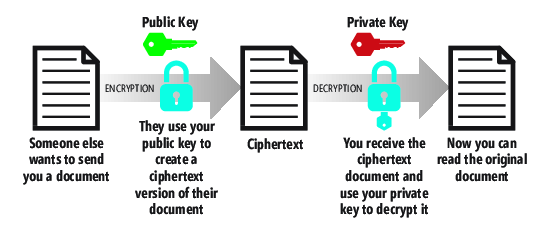 Public Key
Private Key
ENCRYPTION
DECRYPTION
Someone else
wants to send
you a document
They use your
public key to
create a
ciphertext
version of their
document
Ciphertext
You receive the
ciphertext
document and
use your private
key to decrypt it
Now you can
read the original
document